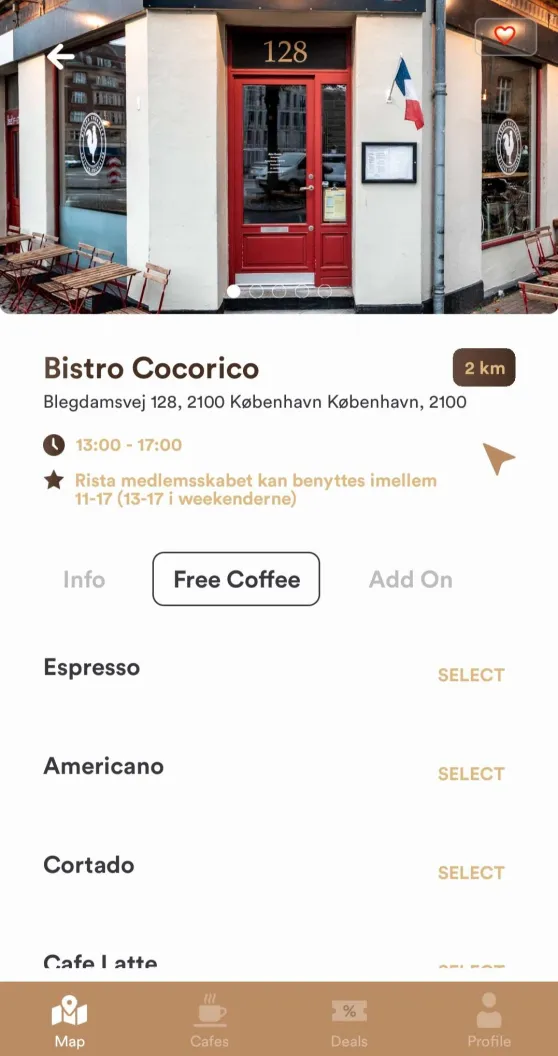 128
Bistro Cocorico
2 km
Blegdamsvej 128, 2100 København København, 2100
13:00 - 17:00
Rista medlemsskabet kan benyttes imellem
11-17 (13-17 i weekenderne)
Info
Free Coffee
Add On
Espresso
SELECT
Americano
SELECT
Cortado
SELECT
Cafe Latte
SELECT
%
Map
Cafes
Deals
Profile